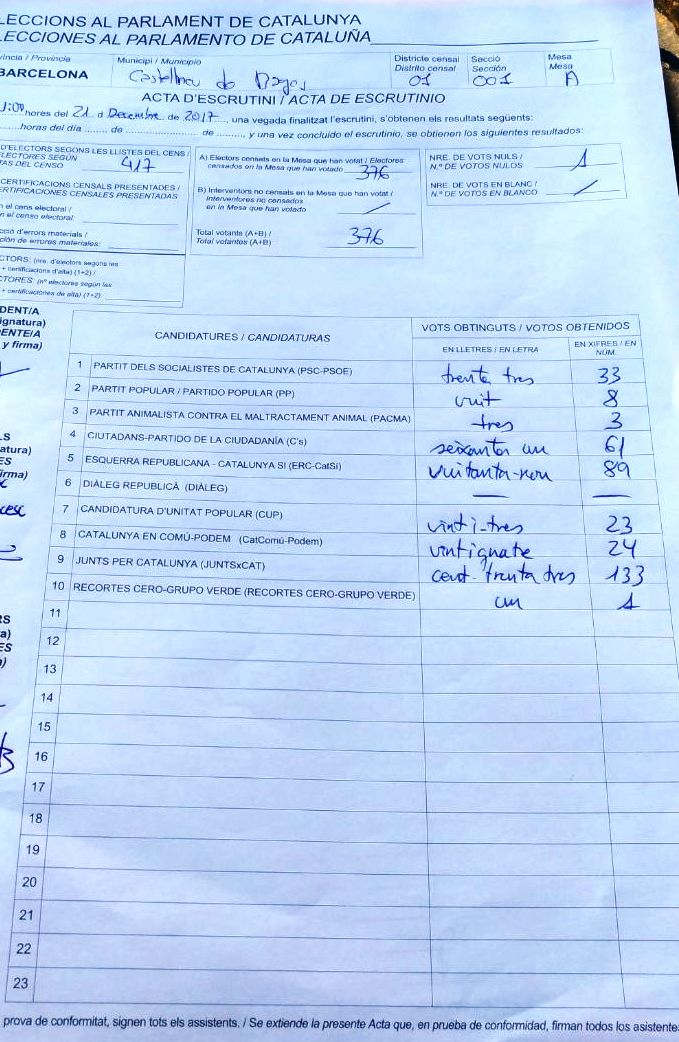 LECCIONS AL PARLAMENT DE CATALUNYA
LECCIONES AL PARLAMENTO DE CATALUÑA
víncia / Provincia
BARCELONA
Municipi / Municipio
Castellnou de Bages
Districte censal
Distrito censal
01
Secció
Sección
001
Mesa
Mesa
A
ACTA D'ESCRUTINI / ACTA DE ESCRUTINIO
1:00 hores del 21 d Decembre de 2017, una vegada finalitzat l'escrutini, s'obtenen els resultats següents:
horas del día ........ de ........ de ........, y una vez concluido el escrutinio, se obtienen los siguientes resultados:
D'ELECTORS SEGONS LES LLISTES DEL CENS /
LECTORES SEGÚN
TAS DEL CENSO
417
CERTIFICACIONS CENSALS PRESENTADES /
ERTIFICACIONES CENSALES PRESENTADAS
n el cens electoral /
n el censo electoral:
ció d'errors materials /
ción de errores materiales:
CTORS: (nre. d'electors segons les
+ certificacions d'alta) (1+2) /
CTORES: (nº electores según las
+ certificaciones de alta) (1+2)
A) Electors censats en la Mesa que han votat / Electores
censados en la Mesa que han votado
376
B) Interventors no censats en la Mesa que han votat /
Interventores no censados
en la Mesa que han votado
Total votants (A+B) /
Total votantes (A+B)
376
NRE. DE VOTS NULS /
N.º DE VOTOS NULOS
1
NRE. DE VOTS EN BLANC /
N.º DE VOTOS EN BLANCO
DENT/A
ignatura)
ENTE/A
y firma)
CANDIDATURES / CANDIDATURAS
VOTS OBTINGUTS / VOTOS OBTENIDOS
EN LLETRES / EN LETRA
EN XIFRES / EN NÚM.
1 PARTIT DELS SOCIALISTES DE CATALUNYA (PSC-PSOE) trenta tres 33
2 PARTIT POPULAR / PARTIDO POPULAR (PP) vuit 8
3 PARTIT ANIMALISTA CONTRA EL MALTRACTAMENT ANIMAL (PACMA) tres 3
4 CIUTADANS-PARTIDO DE LA CIUDADANÍA (C's) seixanta un 61
5 ESQUERRA REPUBLICANA - CATALUNYA SÍ (ERC-CatSí) vuitanta-nou 89
6 DIÀLEG REPUBLICÀ (DIÀLEG) — —
7 CANDIDATURA D'UNITAT POPULAR (CUP) vinti-tres 23
8 CATALUNYA EN COMÚ-PODEM (CatComú-Podem) vintiquatre 24
9 JUNTS PER CATALUNYA (JUNTSxCAT) cent-trenta tres 133
10 RECORTES CERO-GRUPO VERDE (RECORTES CERO-GRUPO VERDE) un 1
11
12
13
14
15
16
17
18
19
20
21
22
23
prova de conformitat, signen tots els assistents. / Se extiende la presente Acta que, en prueba de conformidad, firman todos los asistente